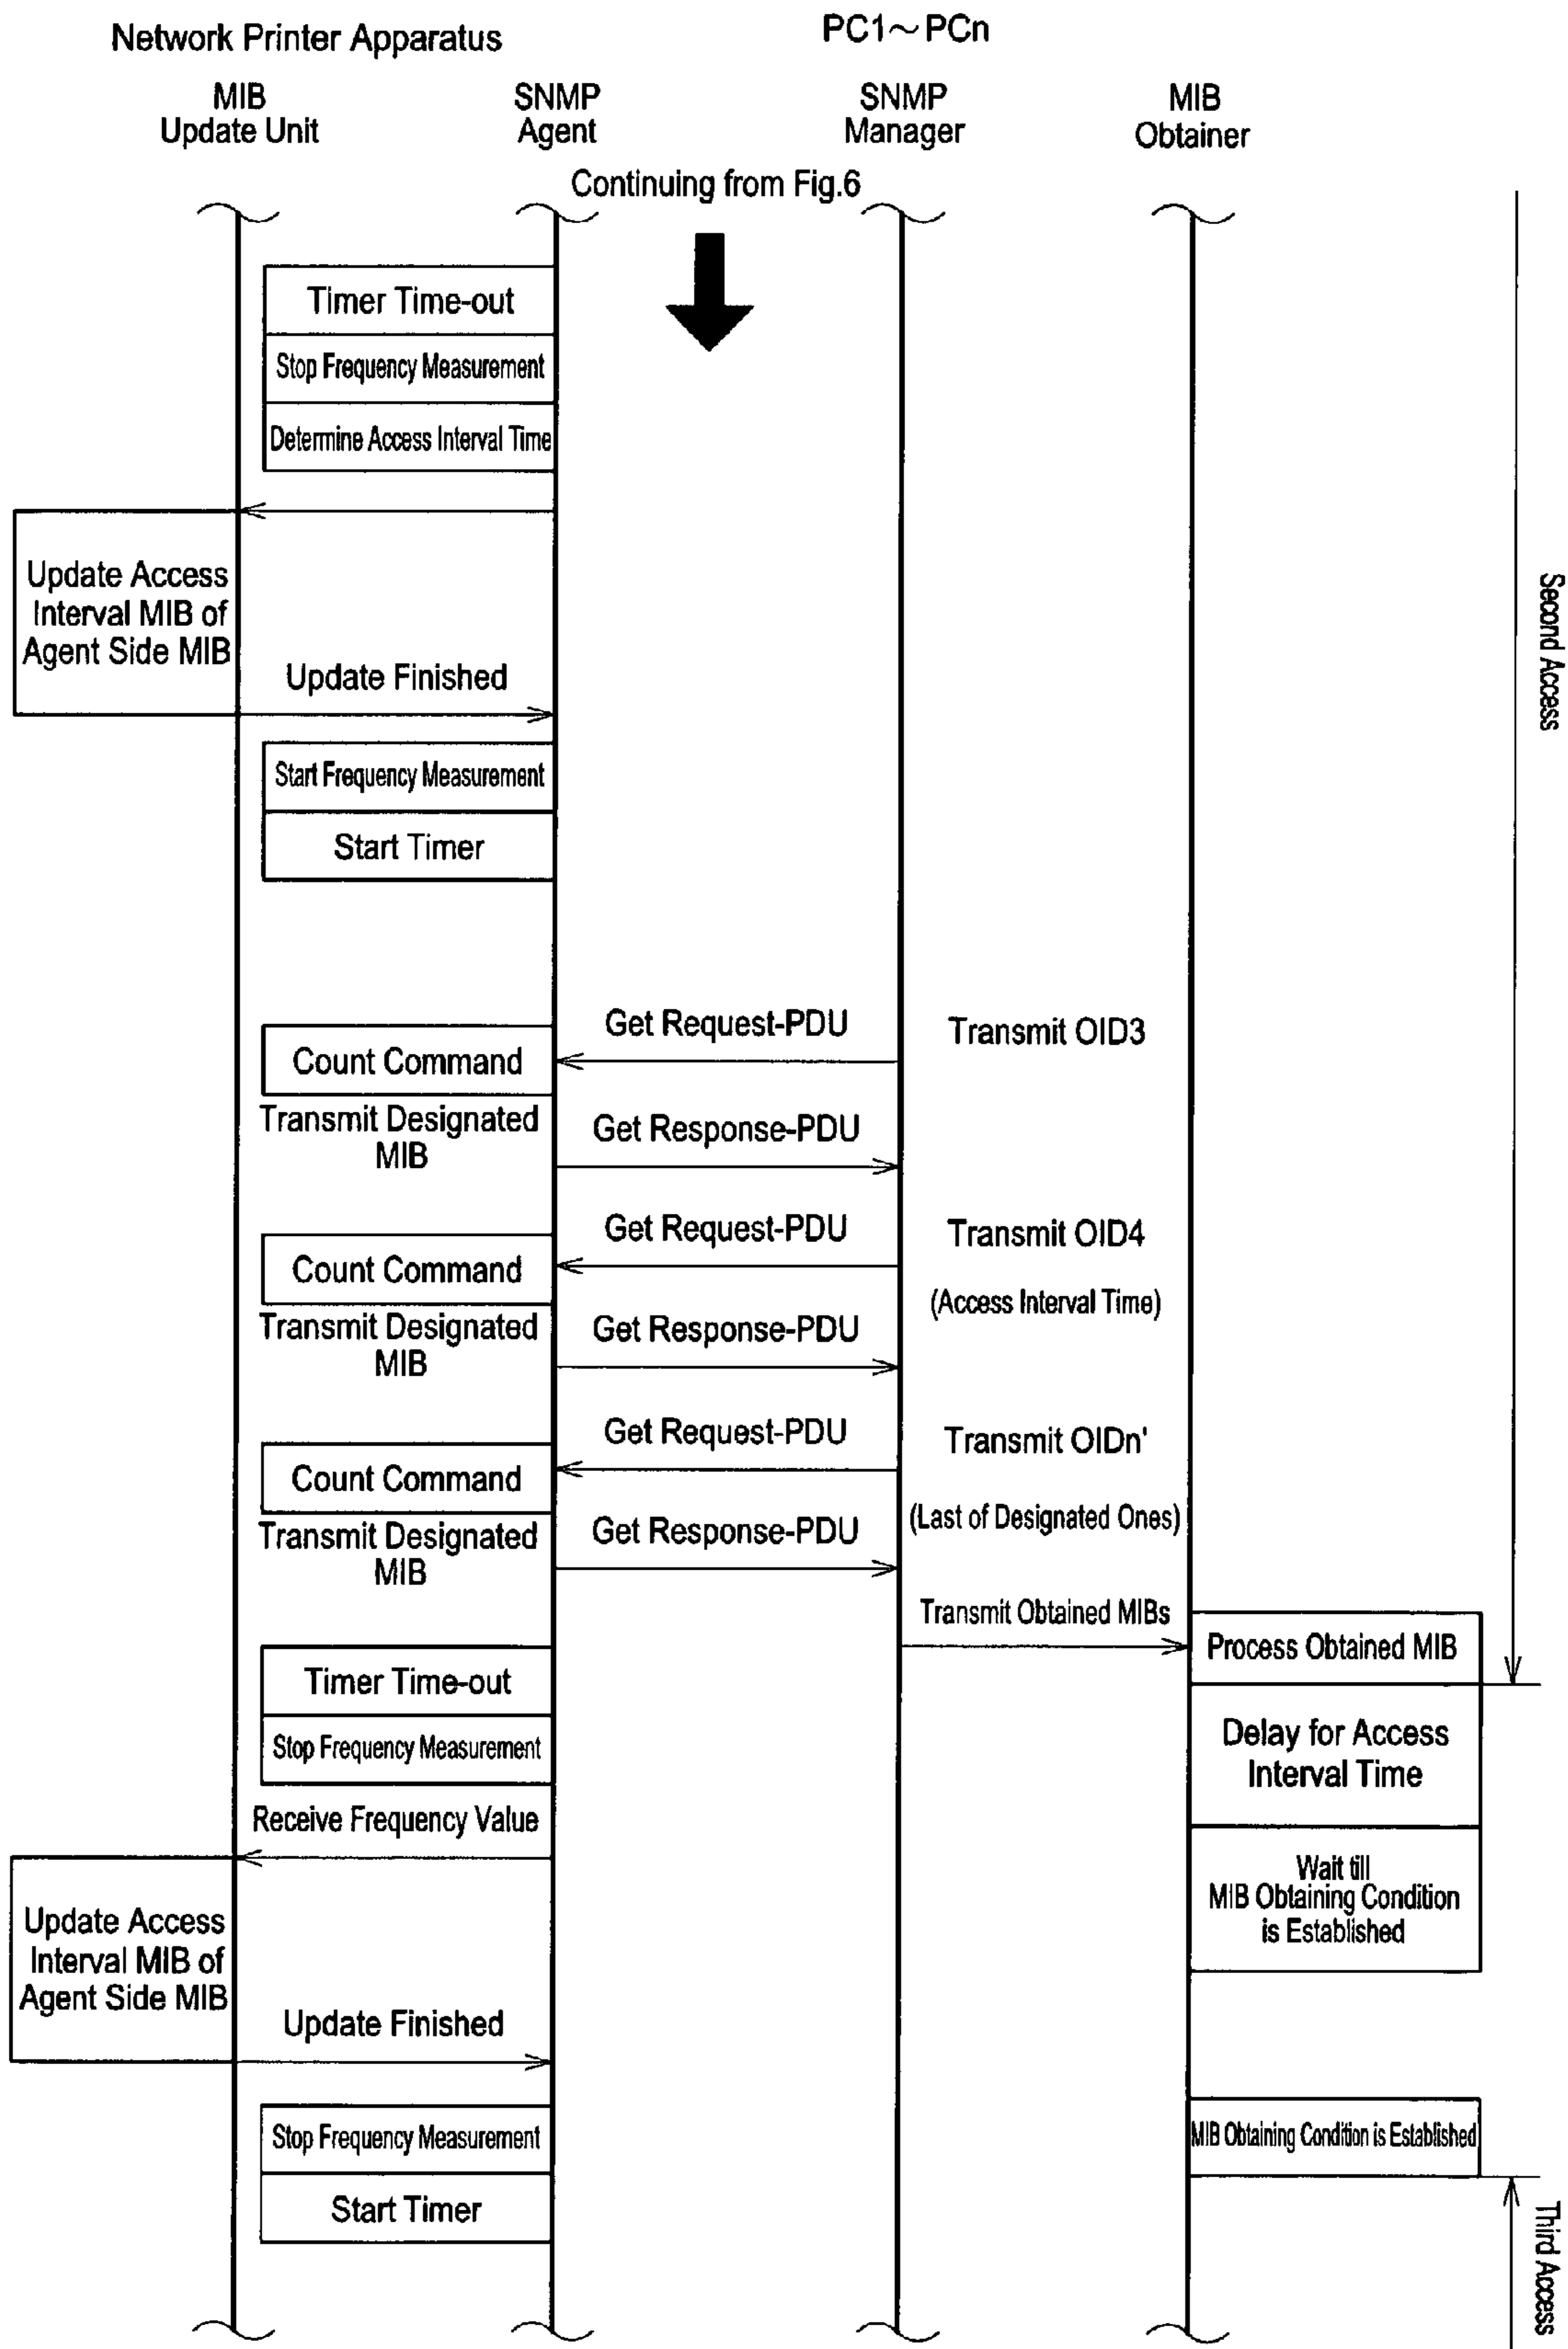 Network Printer Apparatus
PC1～PCn
MIB
Update Unit
SNMP
Agent
SNMP
Manager
MIB
Obtainer
Continuing from Fig.6
Timer Time-out
Stop Frequency Measurement
Determine Access Interval Time
Update Access
Interval MIB of
Agent Side MIB
Update Finished
Second Access
Start Frequency Measurement
Start Timer
Get Request-PDU
Transmit OID3
Count Command
Transmit Designated
MIB
Get Response-PDU
Get Request-PDU
Transmit OID4
Count Command
(Access Interval Time)
Transmit Designated
MIB
Get Response-PDU
Get Request-PDU
Transmit OIDn'
Count Command
(Last of Designated Ones)
Transmit Designated
MIB
Get Response-PDU
Transmit Obtained MIBs
Process Obtained MIB
Timer Time-out
Stop Frequency Measurement
Delay for Access
Interval Time
Receive Frequency Value
Wait till
MIB Obtaining Condition
is Established
Update Access
Interval MIB of
Agent Side MIB
Update Finished
Stop Frequency Measurement
MIB Obtaining Condition is Established
Start Timer
Third Access